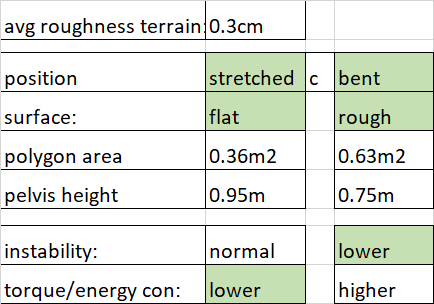 avg roughness terrain: 0.3cm
position stretched c bent
surface: flat rough
polygon area 0.36m2 0.63m2
pelvis height 0.95m 0.75m
instability: normal lower
torque/energy con: lower higher